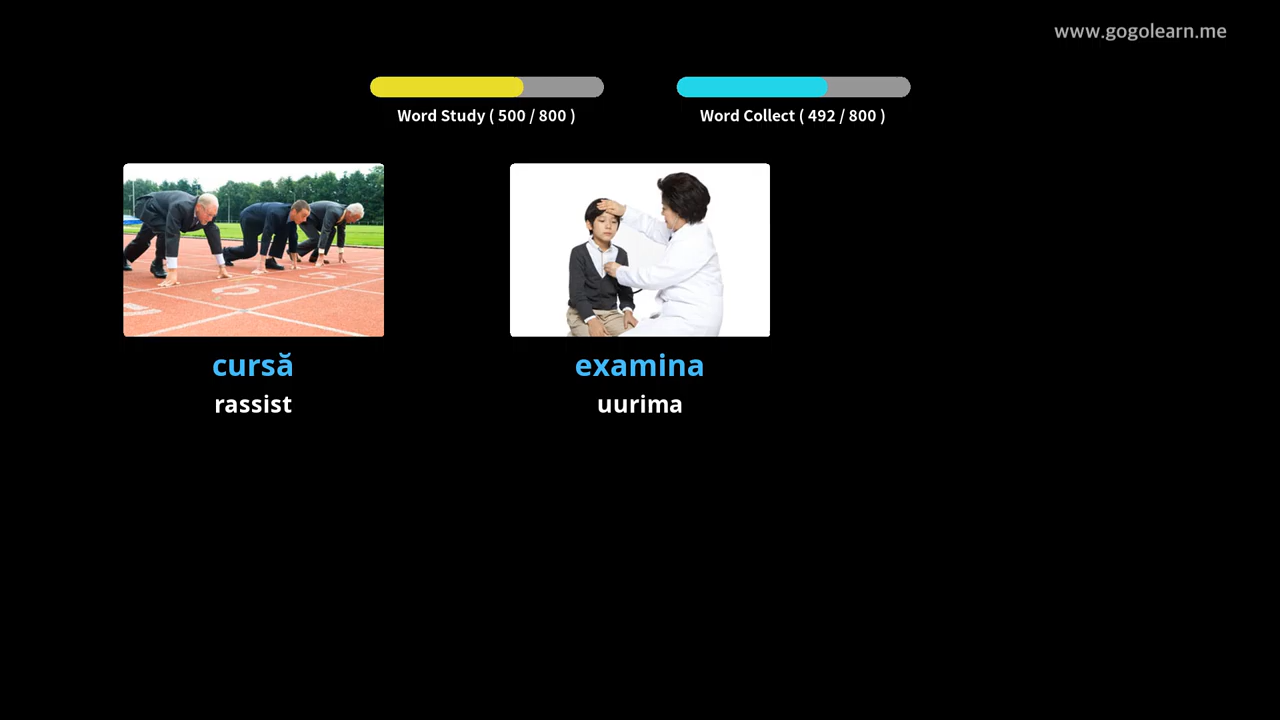 www.gogolearn.me
Word Study ( 500 / 800 )
Word Collect ( 492 / 800 )
cursă
rassist
examina
uurima